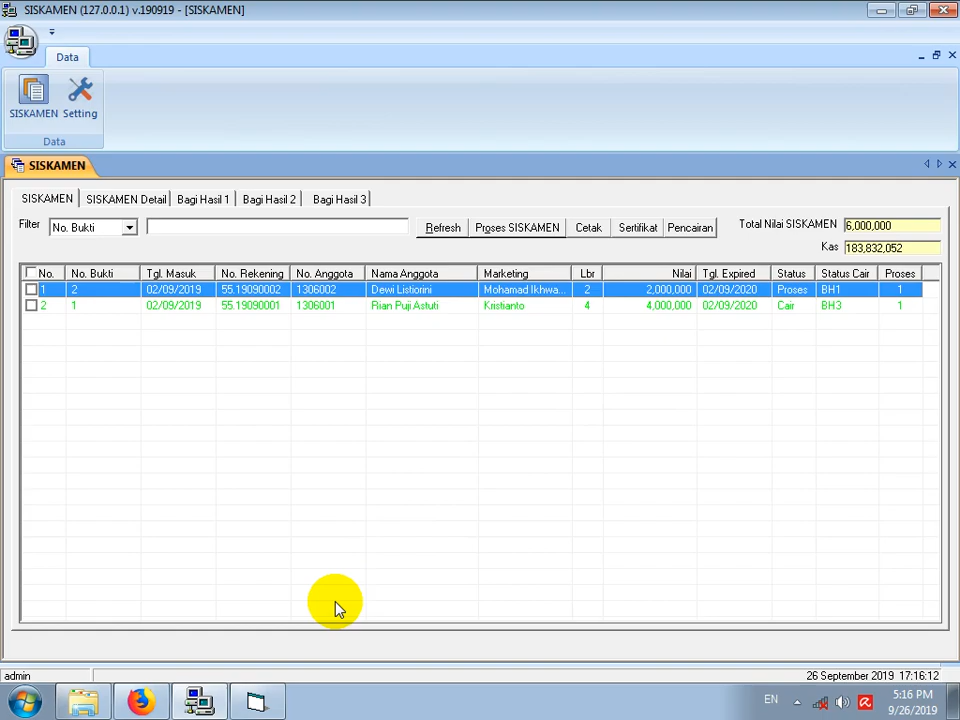 SISKAMEN (127.0.0.1) v.190919 - [SISKAMEN]
Data
SISKAMEN Setting
Data
SISKAMEN
SISKAMEN SISKAMEN Detail Bagi Hasil 1 Bagi Hasil 2 Bagi Hasil 3
Filter No. Bukti Refresh Proses SISKAMEN Cetak Sertifikat Pencairan Total Nilai SISKAMEN 6,000,000
Kas 183,832,052
No. No. Bukti Tgl. Masuk No. Rekening No. Anggota Nama Anggota Marketing Lbr Nilai Tgl. Expired Status Status Cair Proses
1 2 02/09/2019 55.19090002 1306002 Dewi Listiorini Mohamad Ikhwa... 2 2,000,000 02/09/2020 Proses BH1 1
2 1 02/09/2019 55.19090001 1306001 Rian Puji Astuti Kristianto 4 4,000,000 02/09/2020 Cair BH3 1
admin 26 September 2019 17:16:12
EN 5:16 PM
9/26/2019